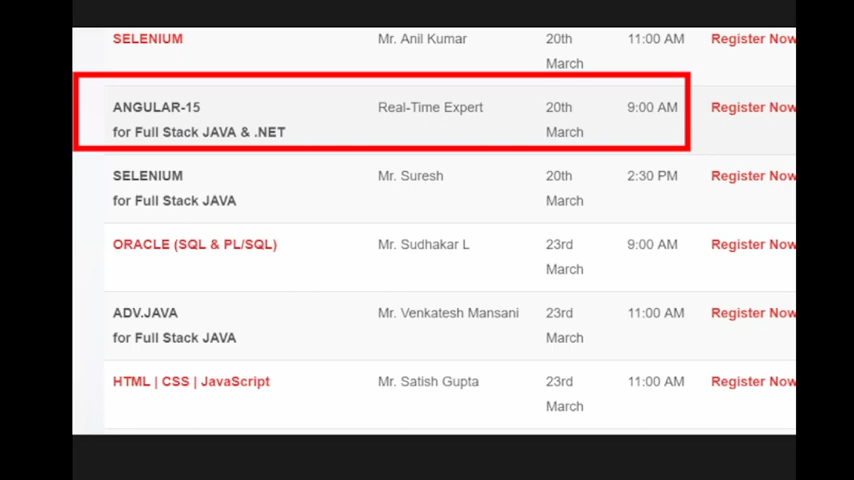 SELENIUM Mr. Anil Kumar 20th 11:00 AM Register Now
March
ANGULAR-15 Real-Time Expert 20th 9:00 AM Register Now
for Full Stack JAVA & .NET March
SELENIUM Mr. Suresh 20th 2:30 PM Register Now
for Full Stack JAVA March
ORACLE (SQL & PL/SQL) Mr. Sudhakar L 23rd 9:00 AM Register Now
March
ADV.JAVA Mr. Venkatesh Mansani 23rd 11:00 AM Register Now
for Full Stack JAVA March
HTML | CSS | JavaScript Mr. Satish Gupta 23rd 11:00 AM Register Now
March